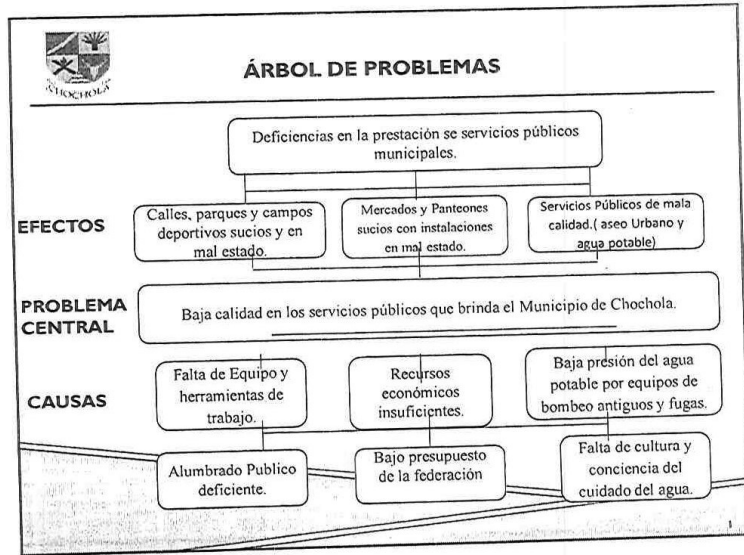 CHOCHOLA
ÁRBOL DE PROBLEMAS
Deficiencias en la prestación se servicios públicos
municipales.
EFECTOS
Calles, parques y campos
deportivos sucios y en
mal estado.
Mercados y Panteones
sucios con instalaciones
en mal estado.
Servicios Públicos de mala
calidad.( aseo Urbano y
agua potable)
PROBLEMA
CENTRAL
Baja calidad en los servicios públicos que brinda el Municipio de Chochola.
CAUSAS
Falta de Equipo y
herramientas de
trabajo.
Recursos
económicos
insuficientes.
Baja presión del agua
potable por equipos de
bombeo antiguos y fugas.
Alumbrado Publico
deficiente.
Bajo presupuesto
de la federación
Falta de cultura y
conciencia del
cuidado del agua.
1